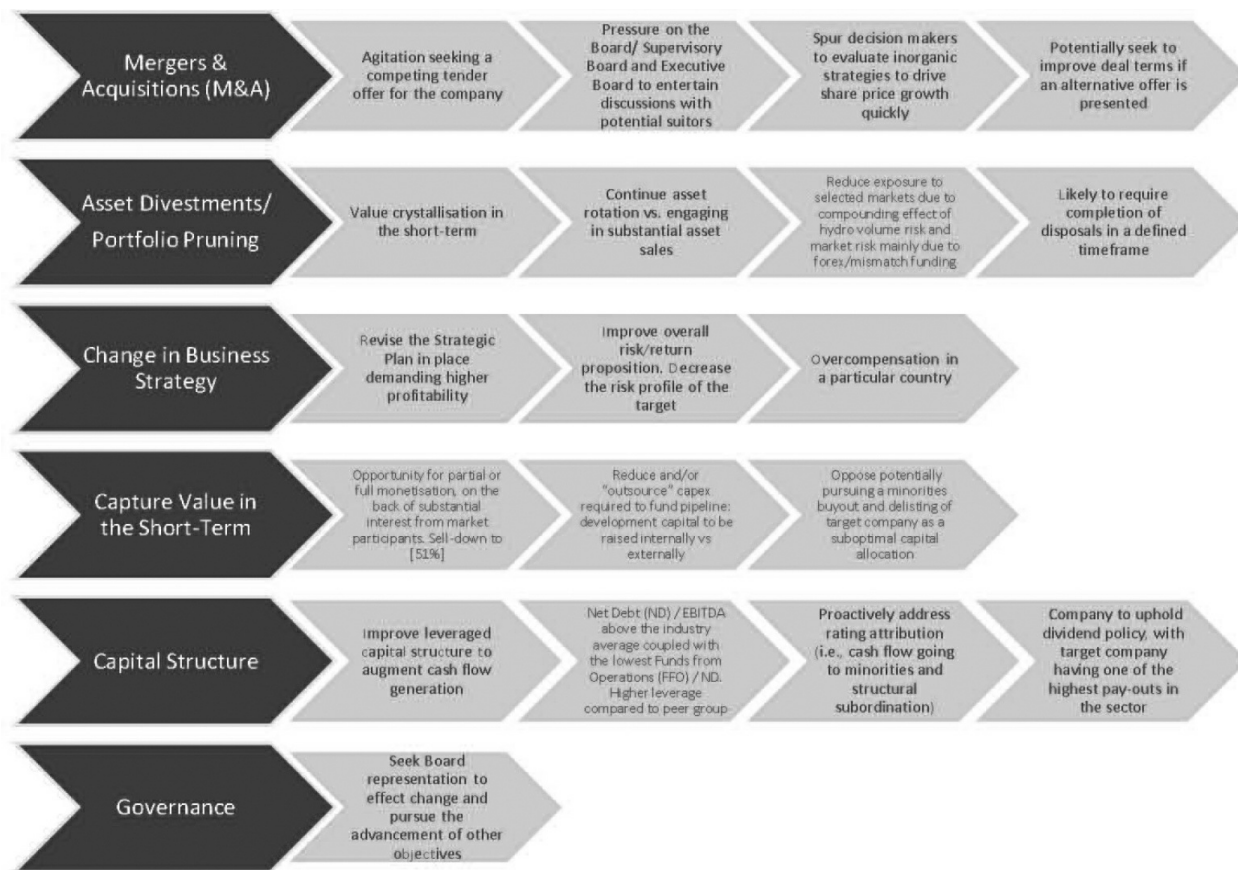 Mergers &
Acquisitions (M&A)
Agitation seeking a
competing tender
offer for the company
Pressure on the
Board/ Supervisory
Board and Executive
Board to entertain
discussions with
potential suitors
Spur decision makers
to evaluate inorganic
strategies to drive
share price growth
quickly
Potentially seek to
improve deal terms if
an alternative offer is
presented
Asset Divestments/
Portfolio Pruning
Value crystallisation in
the short-term
Continue asset
rotation vs. engaging
in substantial asset
sales
Reduce exposure to
selected markets due to
compounding effect of
hydro volume risk and
market risk mainly due to
forex/mismatch funding
Likely to require
completion of
disposals in a defined
timeframe
Change in Business
Strategy
Revise the Strategic
Plan in place
demanding higher
profitability
Improve overall
risk/return
proposition. Decrease
the risk profile of the
target
Overcompensation in
a particular country
Capture Value in
the Short-Term
Opportunity for partial or
full monetisation, on the
back of substantial
interest from market
participants. Sell-down to
[51%]
Reduce and/or
"outsource" capex
required to fund pipeline:
development capital to be
raised internally vs
externally
Oppose potentially
pursuing a minorities
buyout and delisting of
target company as a
suboptimal capital
allocation
Capital Structure
Improve leveraged
capital structure to
augment cash flow
generation
Net Debt (ND) / EBITDA
above the industry
average coupled with
the lowest Funds from
Operations (FFO) / ND.
Higher leverage
compared to peer group
Proactively address
rating attribution
(i.e., cash flow going
to minorities and
structural
subordination)
Company to uphold
dividend policy, with
target company
having one of the
highest pay-outs in
the sector
Governance
Seek Board
representation to
effect change and
pursue the
advancement of other
objectives